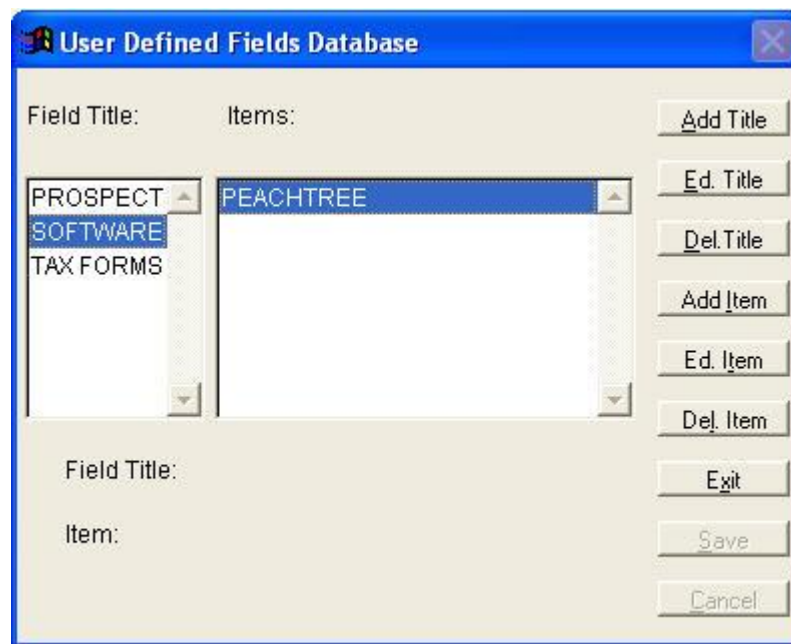 User Defined Fields Database
Field Title:
Items:
PROSPECT
SOFTWARE
TAX FORMS
PEACHTREE
Add Title
Ed. Title
Del.Title
Add Item
Ed. Item
Del. Item
Exit
Save
Cancel
Field Title:
Item: